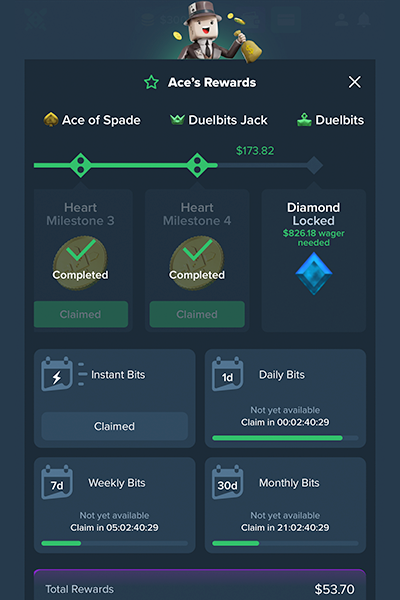 Ace's Rewards
Ace of Spade
Duelbits Jack
Duelbits
$173.82
Heart
Milestone 3
Completed
Claimed
Heart
Milestone 4
Completed
Claimed
Diamond
Locked
$826.18 wager
needed
Instant Bits
Claimed
1d
Daily Bits
Not yet available
Claim in 00:02:40:29
7d
Weekly Bits
Not yet available
Claim in 05:02:40:29
30d
Monthly Bits
Not yet available
Claim in 21:02:40:29
Total Rewards
$53.70